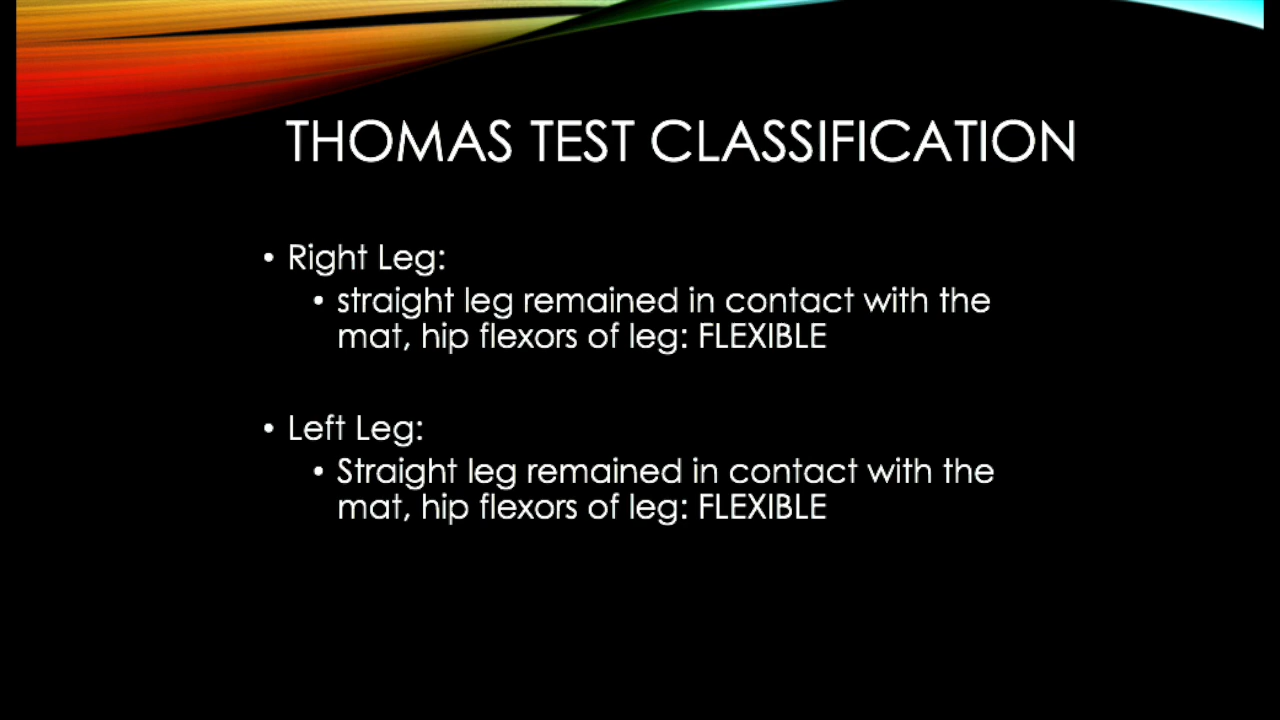 THOMAS TEST CLASSIFICATION
• Right Leg:
• straight leg remained in contact with the
mat, hip flexors of leg: FLEXIBLE
• Left Leg:
• Straight leg remained in contact with the
mat, hip flexors of leg: FLEXIBLE